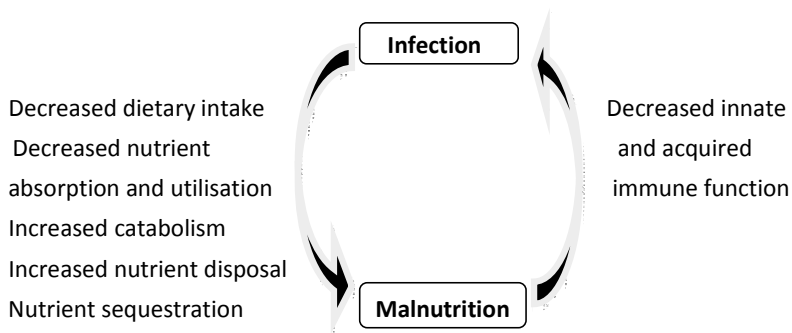 Infection
Decreased dietary intake
Decreased nutrient
absorption and utilisation
Increased catabolism
Increased nutrient disposal
Nutrient sequestration
Decreased innate
and acquired
immune function
Malnutrition